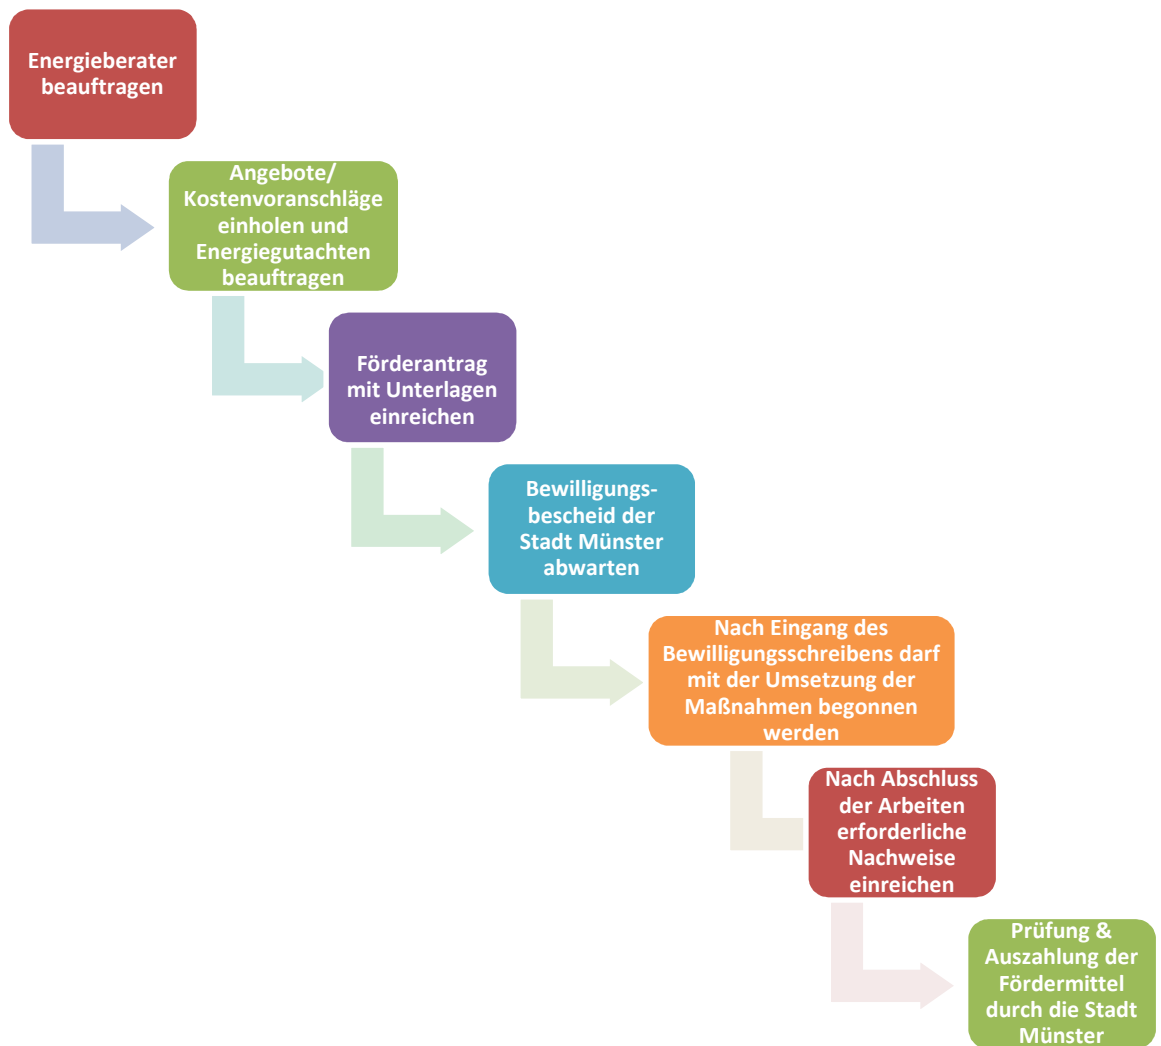 Energieberater
beauftragen
Angebote/
Kostenvoranschläge
einholen und
Energiegutachten
beauftragen
Förderantrag
mit Unterlagen
einreichen
Bewilligungs-
bescheid der
Stadt Münster
abwarten
Nach Eingang des
Bewilligungsschreibens darf
mit der Umsetzung der
Maßnahmen begonnen
werden
Nach Abschluss
der Arbeiten
erforderliche
Nachweise
einreichen
Prüfung &
Auszahlung der
Fördermittel
durch die Stadt
Münster